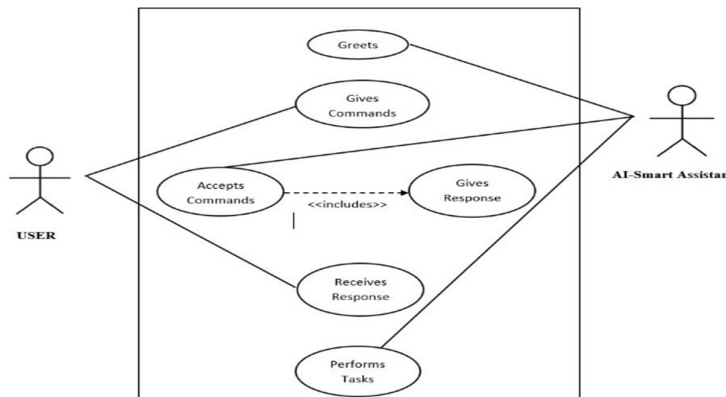 Greets
Gives
Commands
Accepts
Commands
<<includes>>
Gives
Response
USER
AI-Smart Assistan
Receives
Response
Performs
Tasks